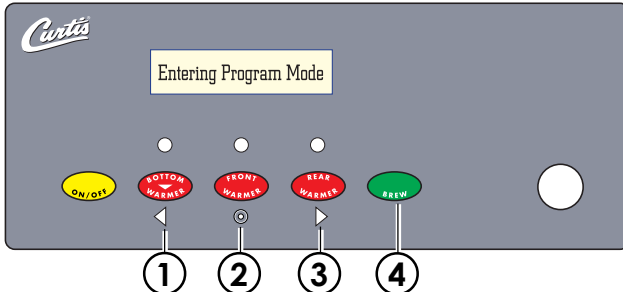 Curtis
Entering Program Mode
ON/OFF
BOTTOM
WARMER
FRONT
WARMER
REAR
WARMER
BREW
1
2
3
4